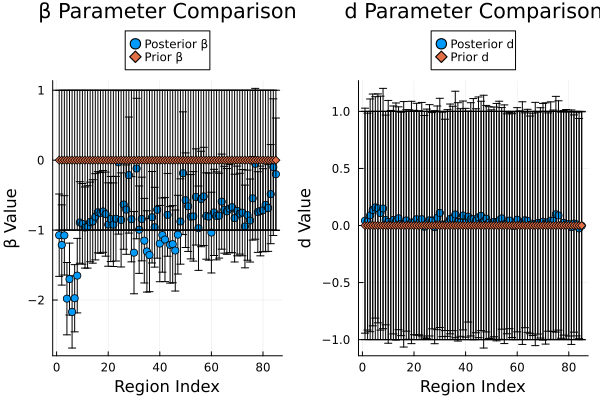 β Parameter Comparison
Posterior β
Prior β
1
0
−1
−2
β Value
0
20
40
60
80
Region Index
d Parameter Comparison
Posterior d
Prior d
1.0
0.5
0.0
−0.5
−1.0
d Value
0
20
40
60
80
Region Index